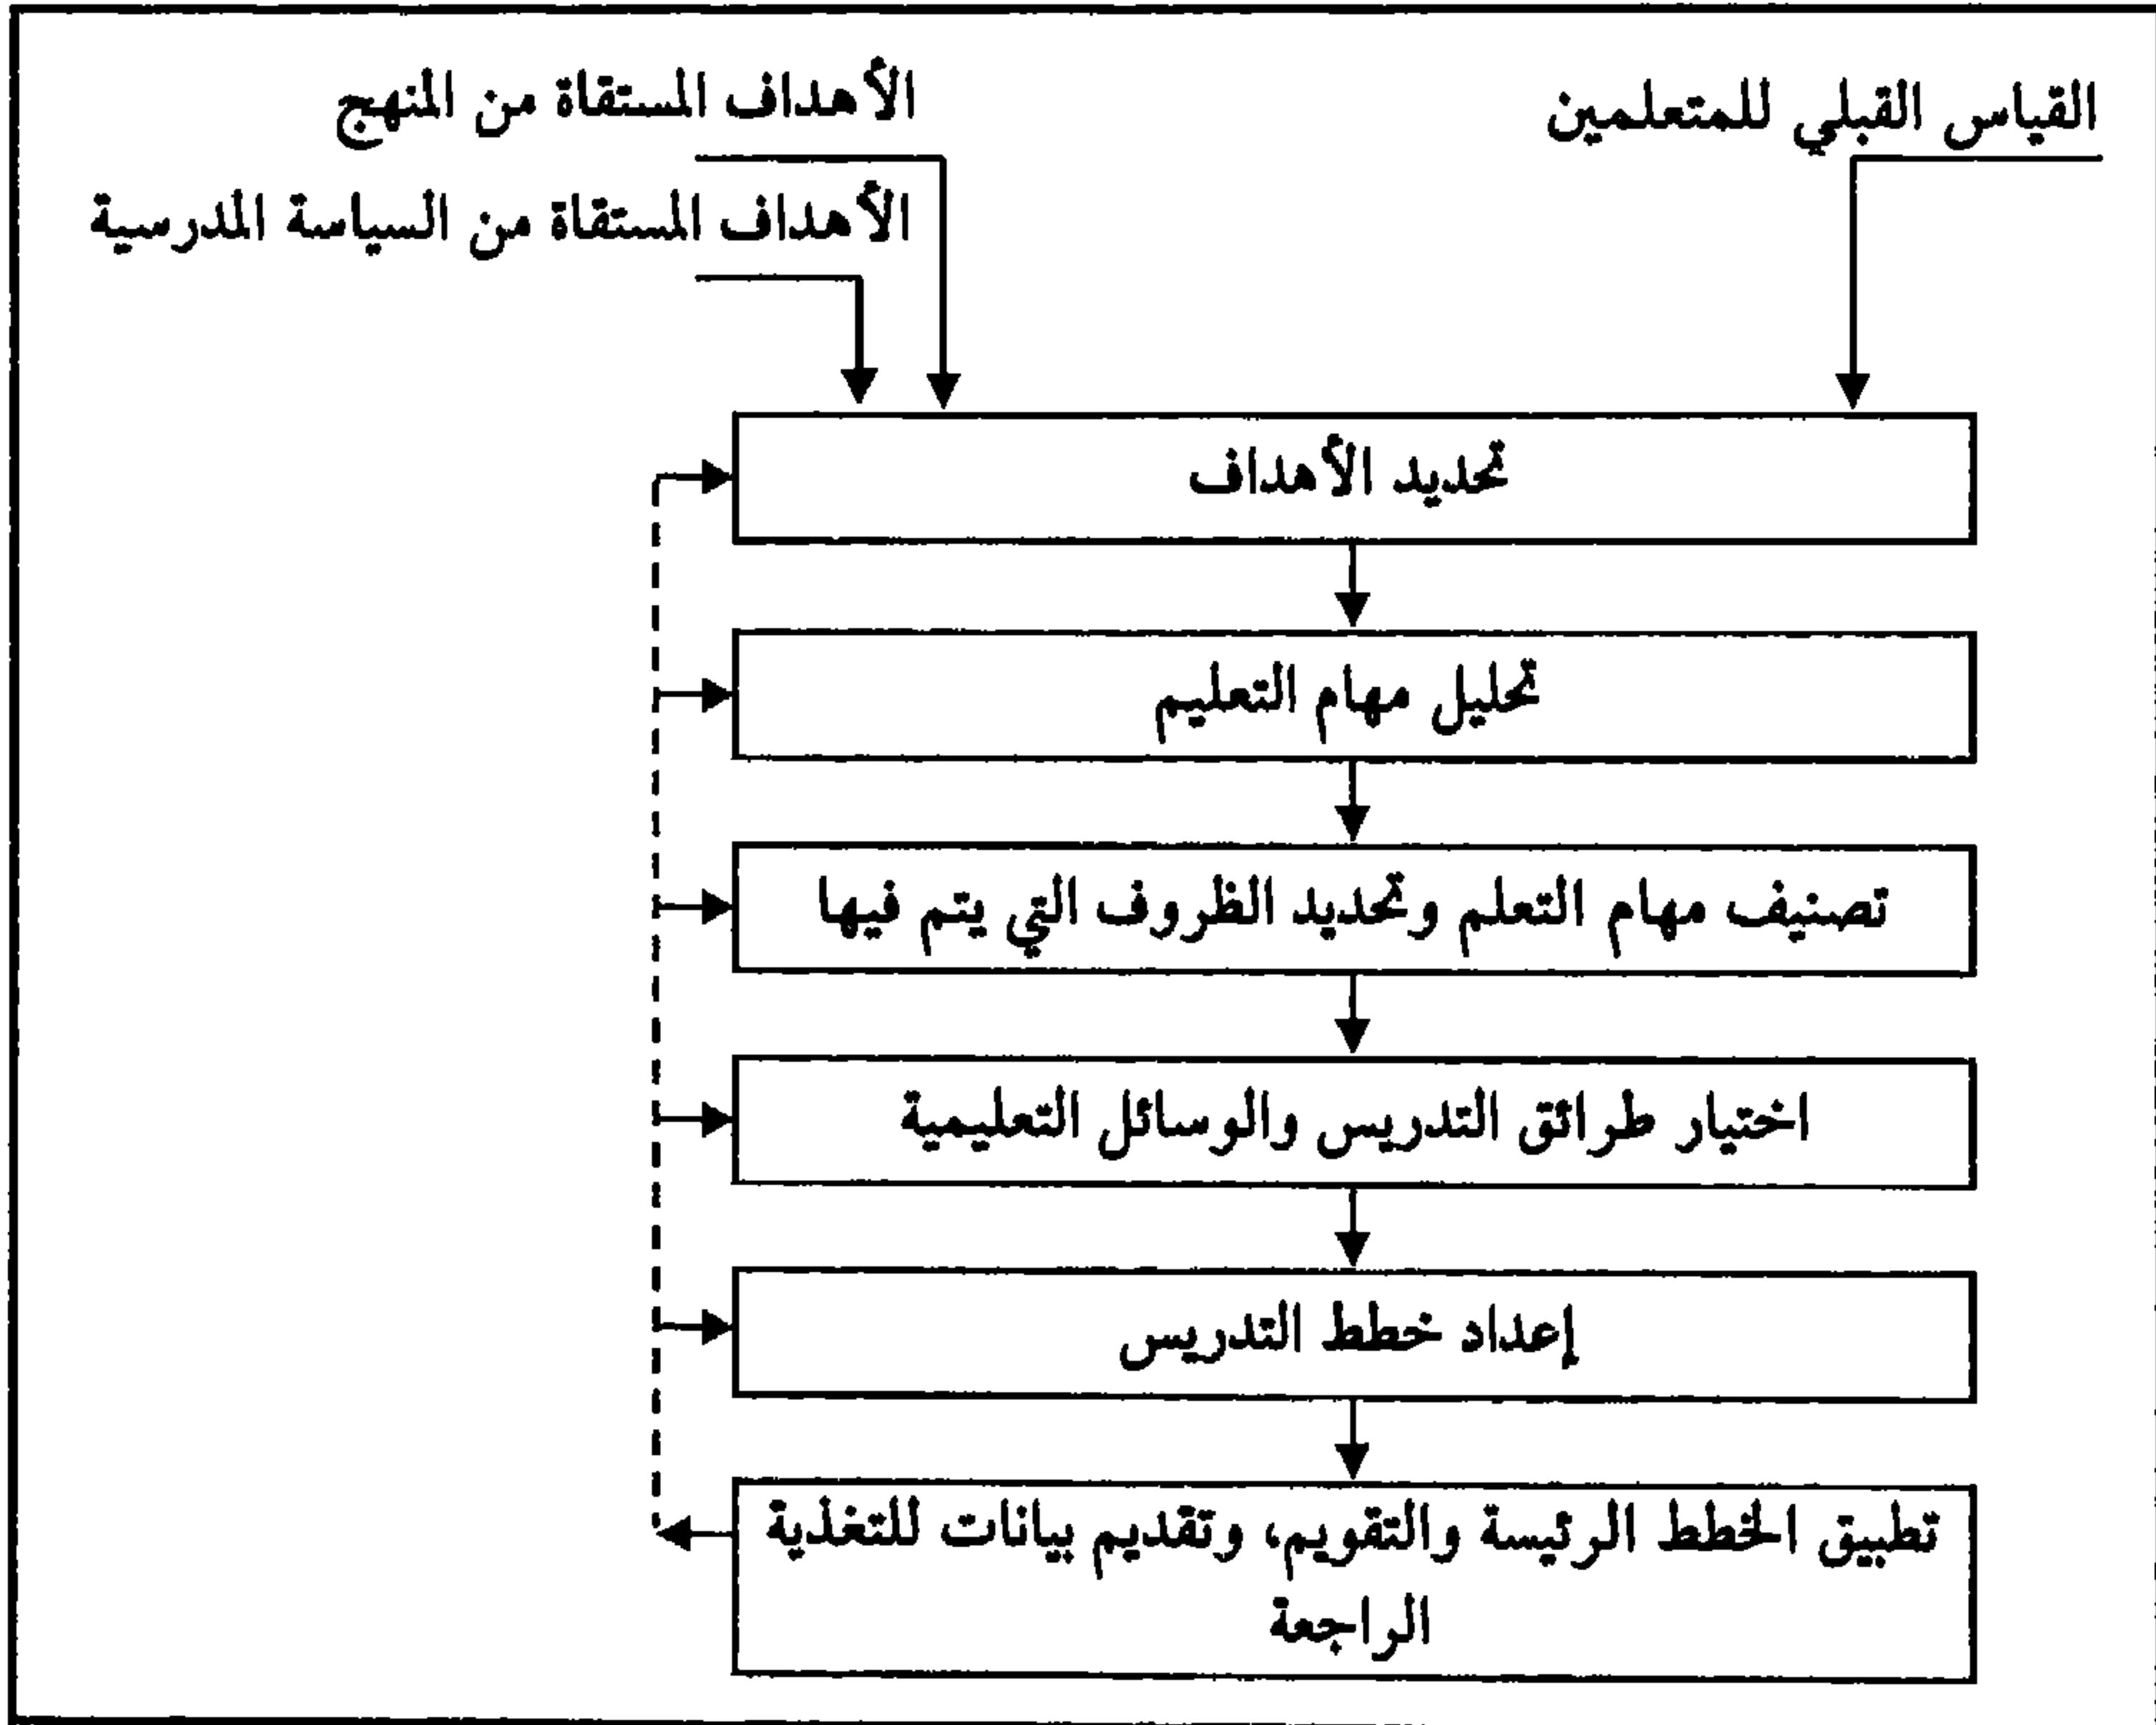 القياس القبلي للمتعلمين
الأهداف المستقاة من المنهج
الأهداف المستقاة من السياسة المدرسية
تحديد الأهداف
تحليل مهام التعليم
تصنيف مهام التعلم وتحديد الظروف التي يتم فيها
اختيار طرائق التدريس والوسائل التعليمية
إعداد خطط التدريس
تطبيق الخطط الرئيسة والتقويم، وتقديم بيانات للتغذية
الراجعة